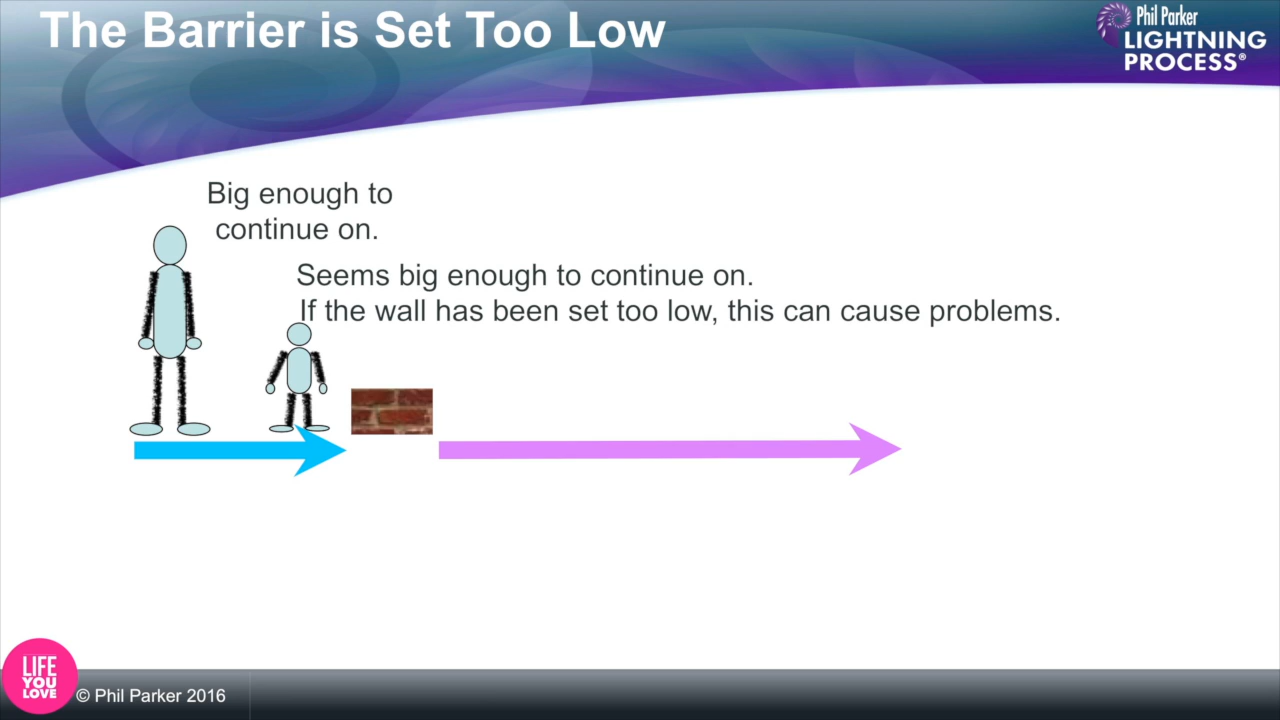 The Barrier is Set Too Low
Phil Parker
LIGHTNING
PROCESS®
Big enough to
continue on.
Seems big enough to continue on.
If the wall has been set too low, this can cause problems.
LIFE
YOU
LOVE
© Phil Parker 2016